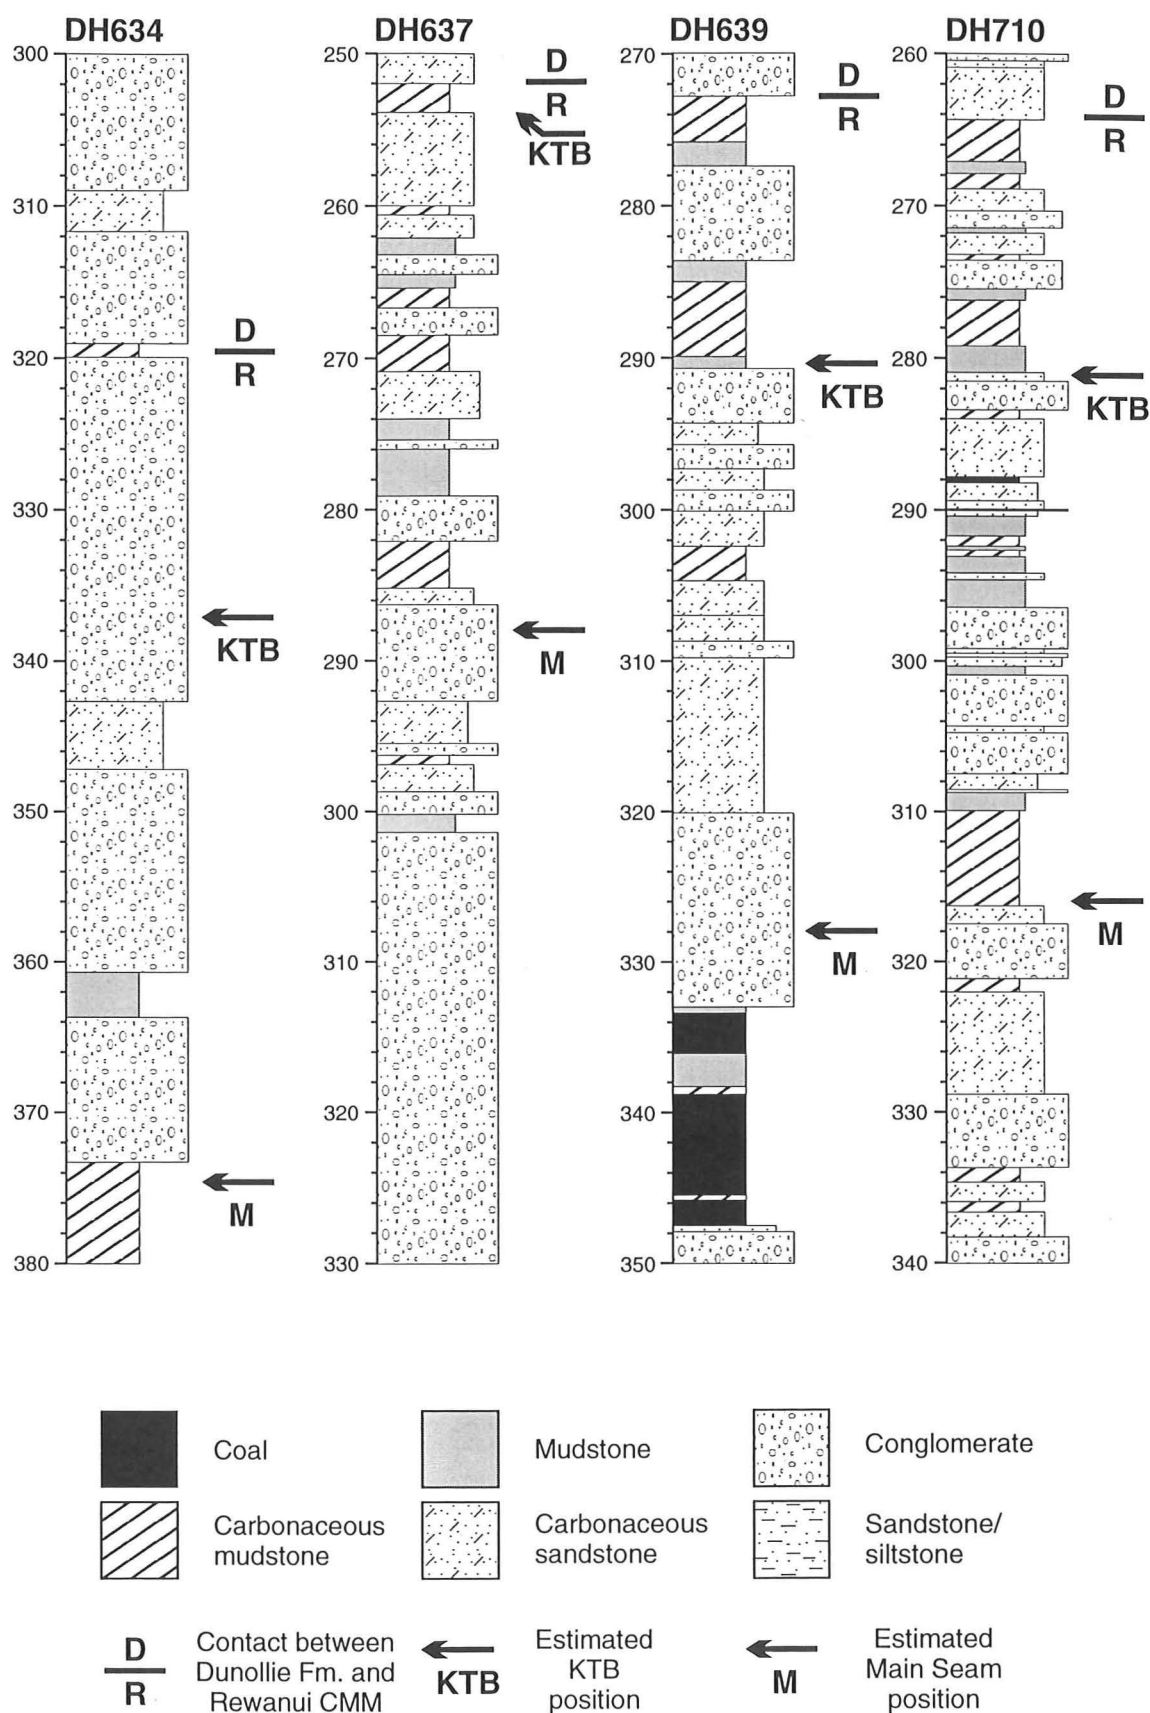 DH634
300
310
320
330
340
350
360
370
380
D
R
KTB
M
DH637
250
260
270
280
290
300
310
320
330
D
R
KTB
M
DH639
270
280
290
300
310
320
330
340
350
D
R
KTB
M
DH710
260
270
280
290
300
310
320
330
340
D
R
KTB
M
Coal
Mudstone
Conglomerate
Carbonaceous
mudstone
Carbonaceous
sandstone
Sandstone/
siltstone
D
R
Contact between
Dunollie Fm. and
Rewanui CMM
KTB
Estimated
KTB
position
M
Estimated
Main Seam
position